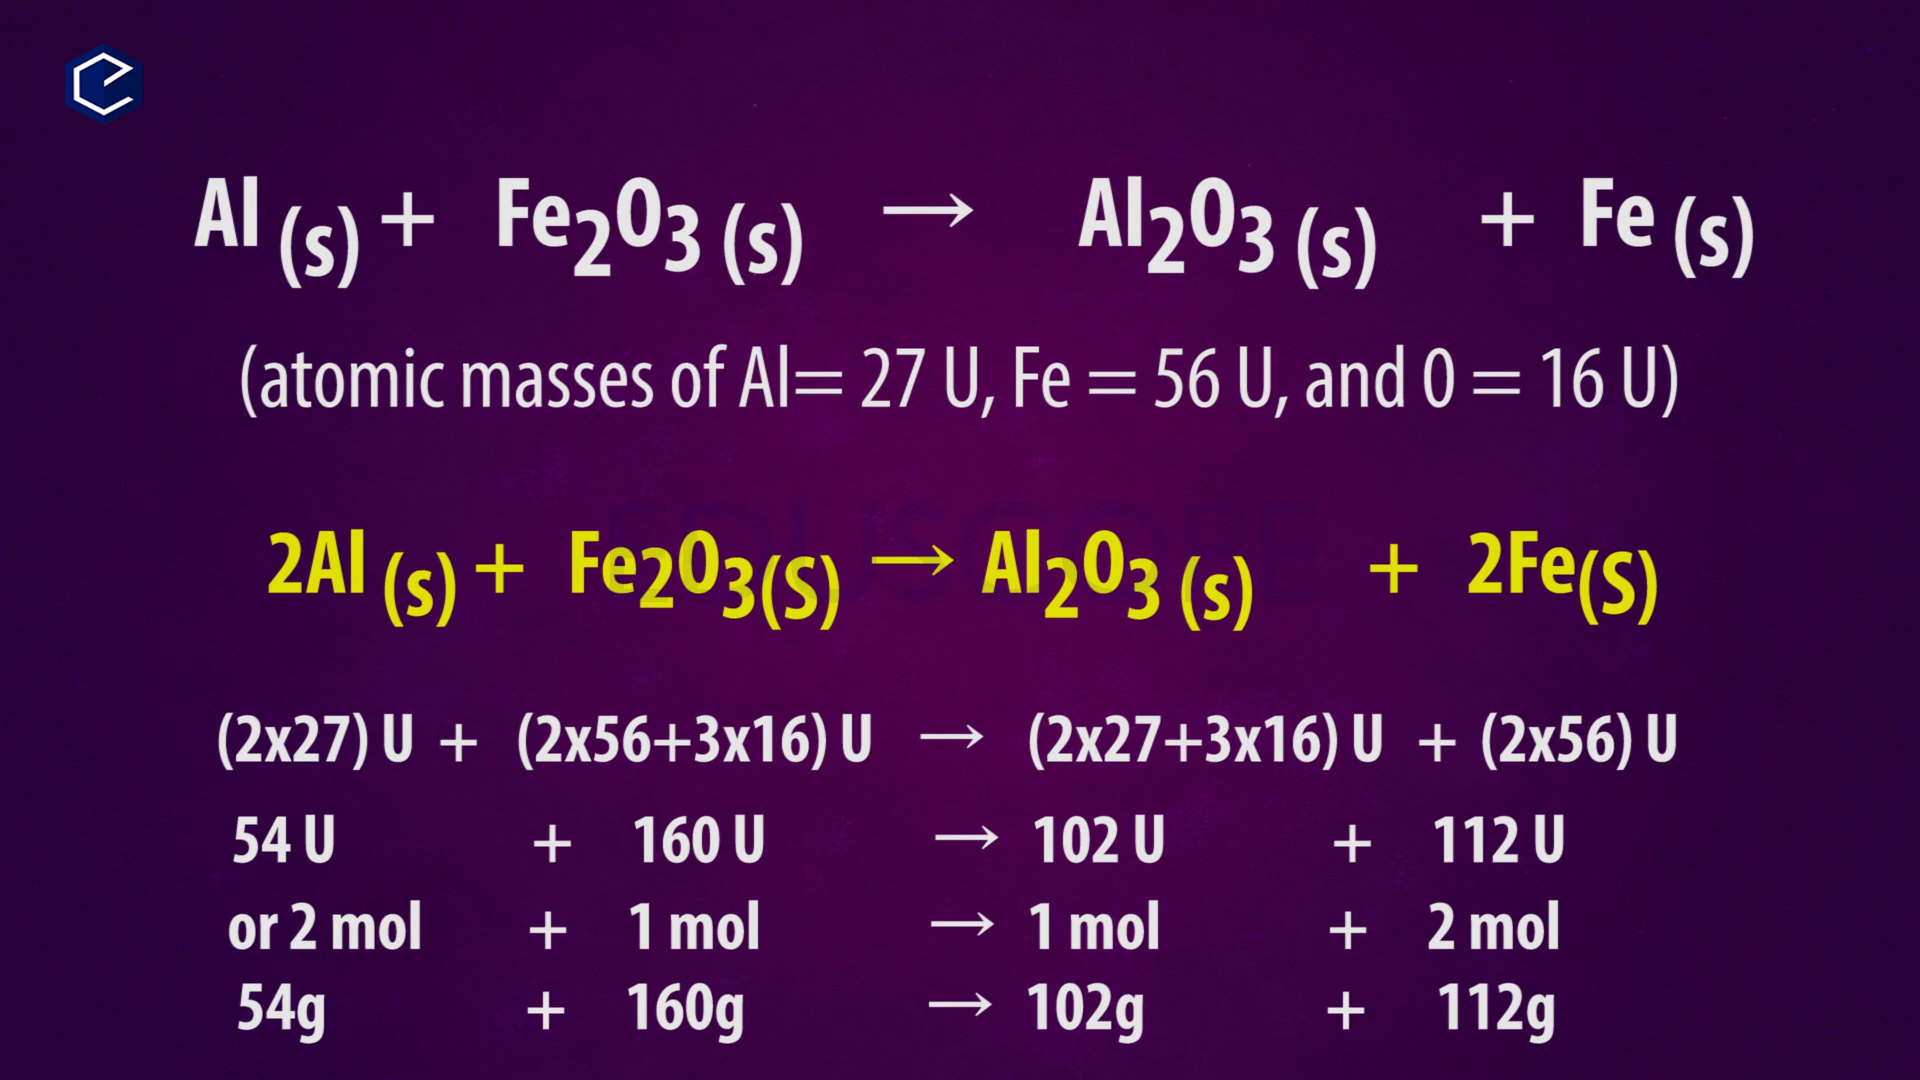 Al (s) + Fe2O3 (s) → Al2O3 (s) + Fe (s)
(atomic masses of Al= 27 U, Fe = 56 U, and 0 = 16 U)
EDUSCOPE
2Al (s) + Fe2O3(S) → Al2O3 (s) + 2Fe(S)
(2x27) U + (2x56+3x16) U → (2x27+3x16) U + (2x56) U
54 U + 160 U → 102 U + 112 U
or 2 mol + 1 mol → 1 mol + 2 mol
54g + 160g → 102g + 112g